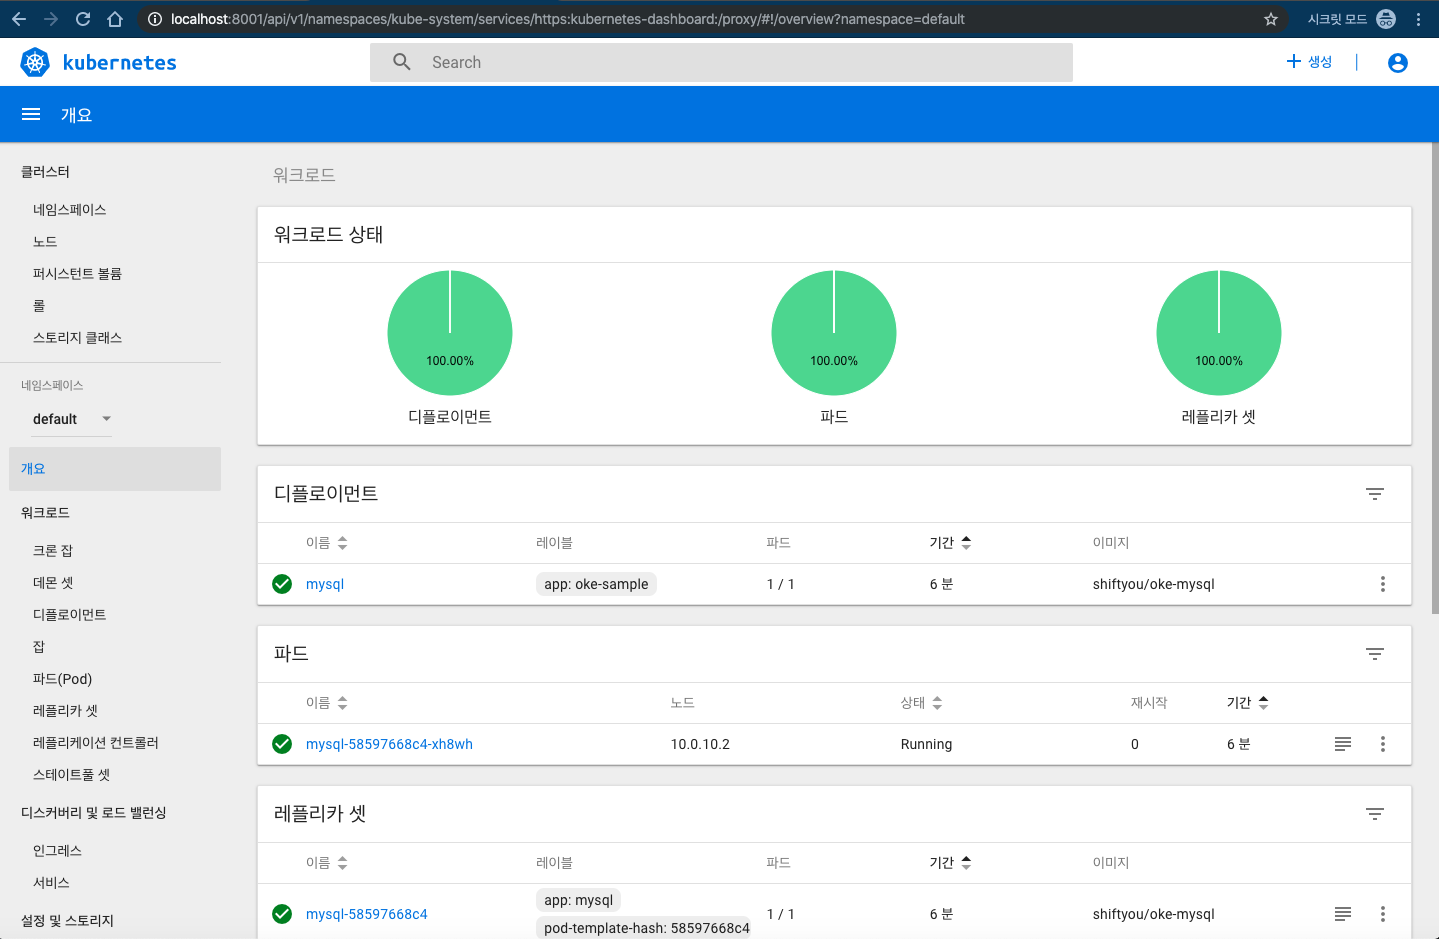 localhost:8001/api/v1/namespaces/kube-system/services/https:kubernetes-dashboard:/proxy/#!/overview?namespace=default
시크릿 모드
kubernetes
Search
생성
개요
클러스터
네임스페이스
노드
퍼시스턴트 볼륨
롤
스토리지 클래스
네임스페이스
default
개요
워크로드
크론 잡
데몬 셋
디플로이먼트
잡
파드(Pod)
레플리카 셋
레플리케이션 컨트롤러
스테이트풀 셋
디스커버리 및 로드 밸런싱
인그레스
서비스
설정 및 스토리지
워크로드
워크로드 상태
100.00% 100.00% 100.00%
디플로이먼트 파드 레플리카 셋
디플로이먼트
이름 레이블 파드 기간 이미지
mysql app: oke-sample 1 / 1 6 분 shiftyou/oke-mysql
파드
이름 노드 상태 재시작 기간
mysql-58597668c4-xh8wh 10.0.10.2 Running 0 6 분
레플리카 셋
이름 레이블 파드 기간 이미지
mysql-58597668c4 app: mysql 1 / 1 6 분 shiftyou/oke-mysql
pod-template-hash: 58597668c4